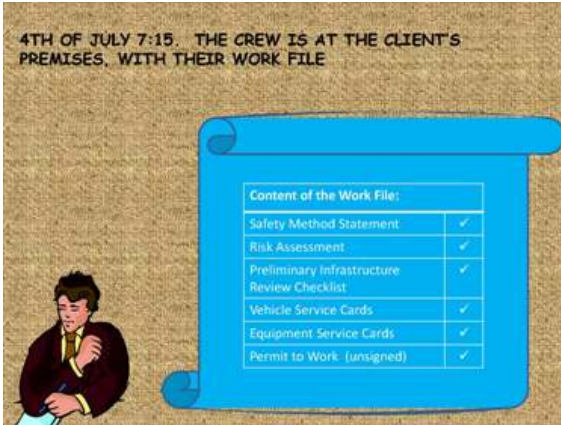 4TH OF JULY 7:15. THE CREW IS AT THE CLIENT'S
PREMISES, WITH THEIR WORK FILE
Content of the Work File:
Safety Method Statement ✓
Risk Assessment ✓
Preliminary Infrastructure ✓
Review Checklist
Vehicle Service Cards ✓
Equipment Service Cards ✓
Permit to Work (unsigned) ✓